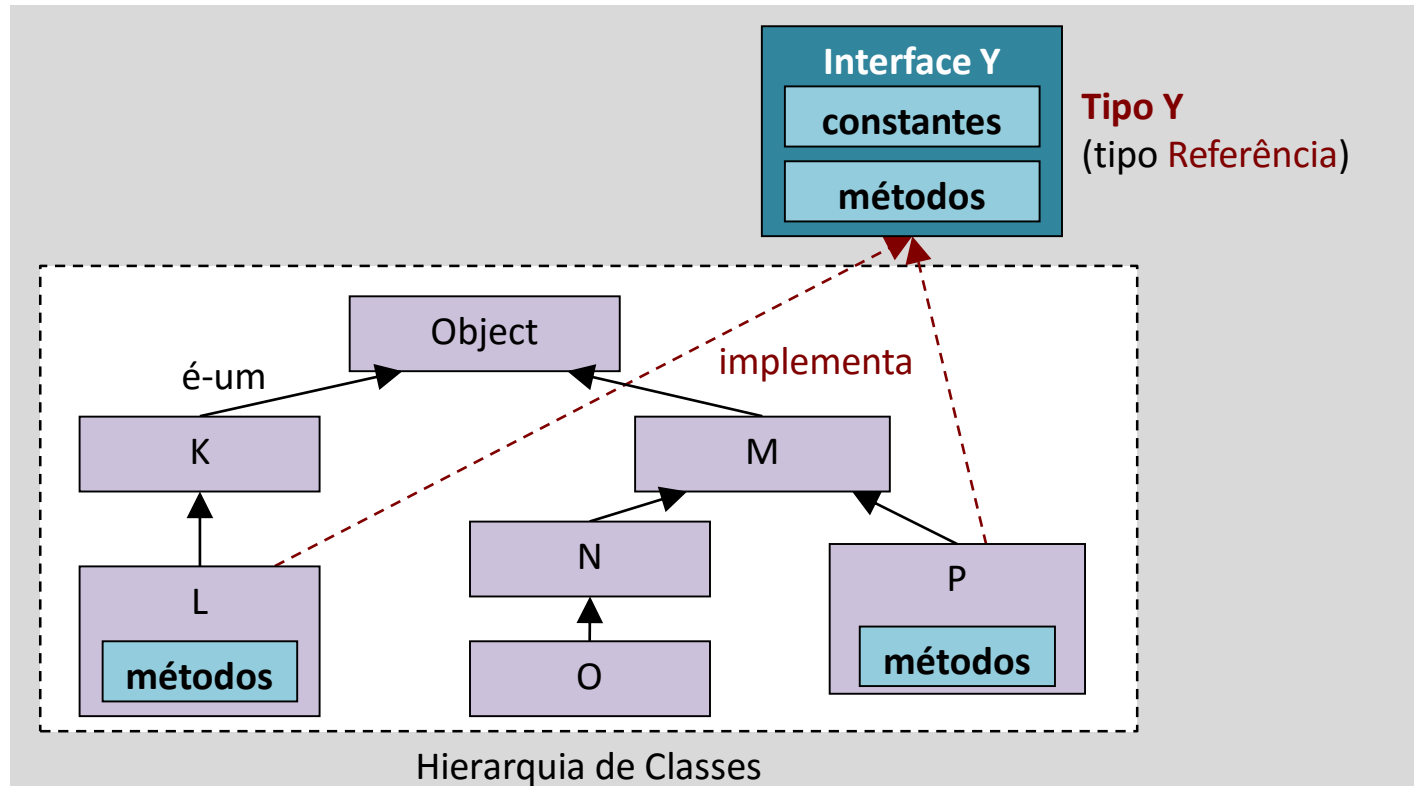 Interface Y
constantes
métodos
Tipo Y
(tipo Referência)
Object
é-um
implementa
K
M
N
L
métodos
O
P
métodos
Hierarquia de Classes